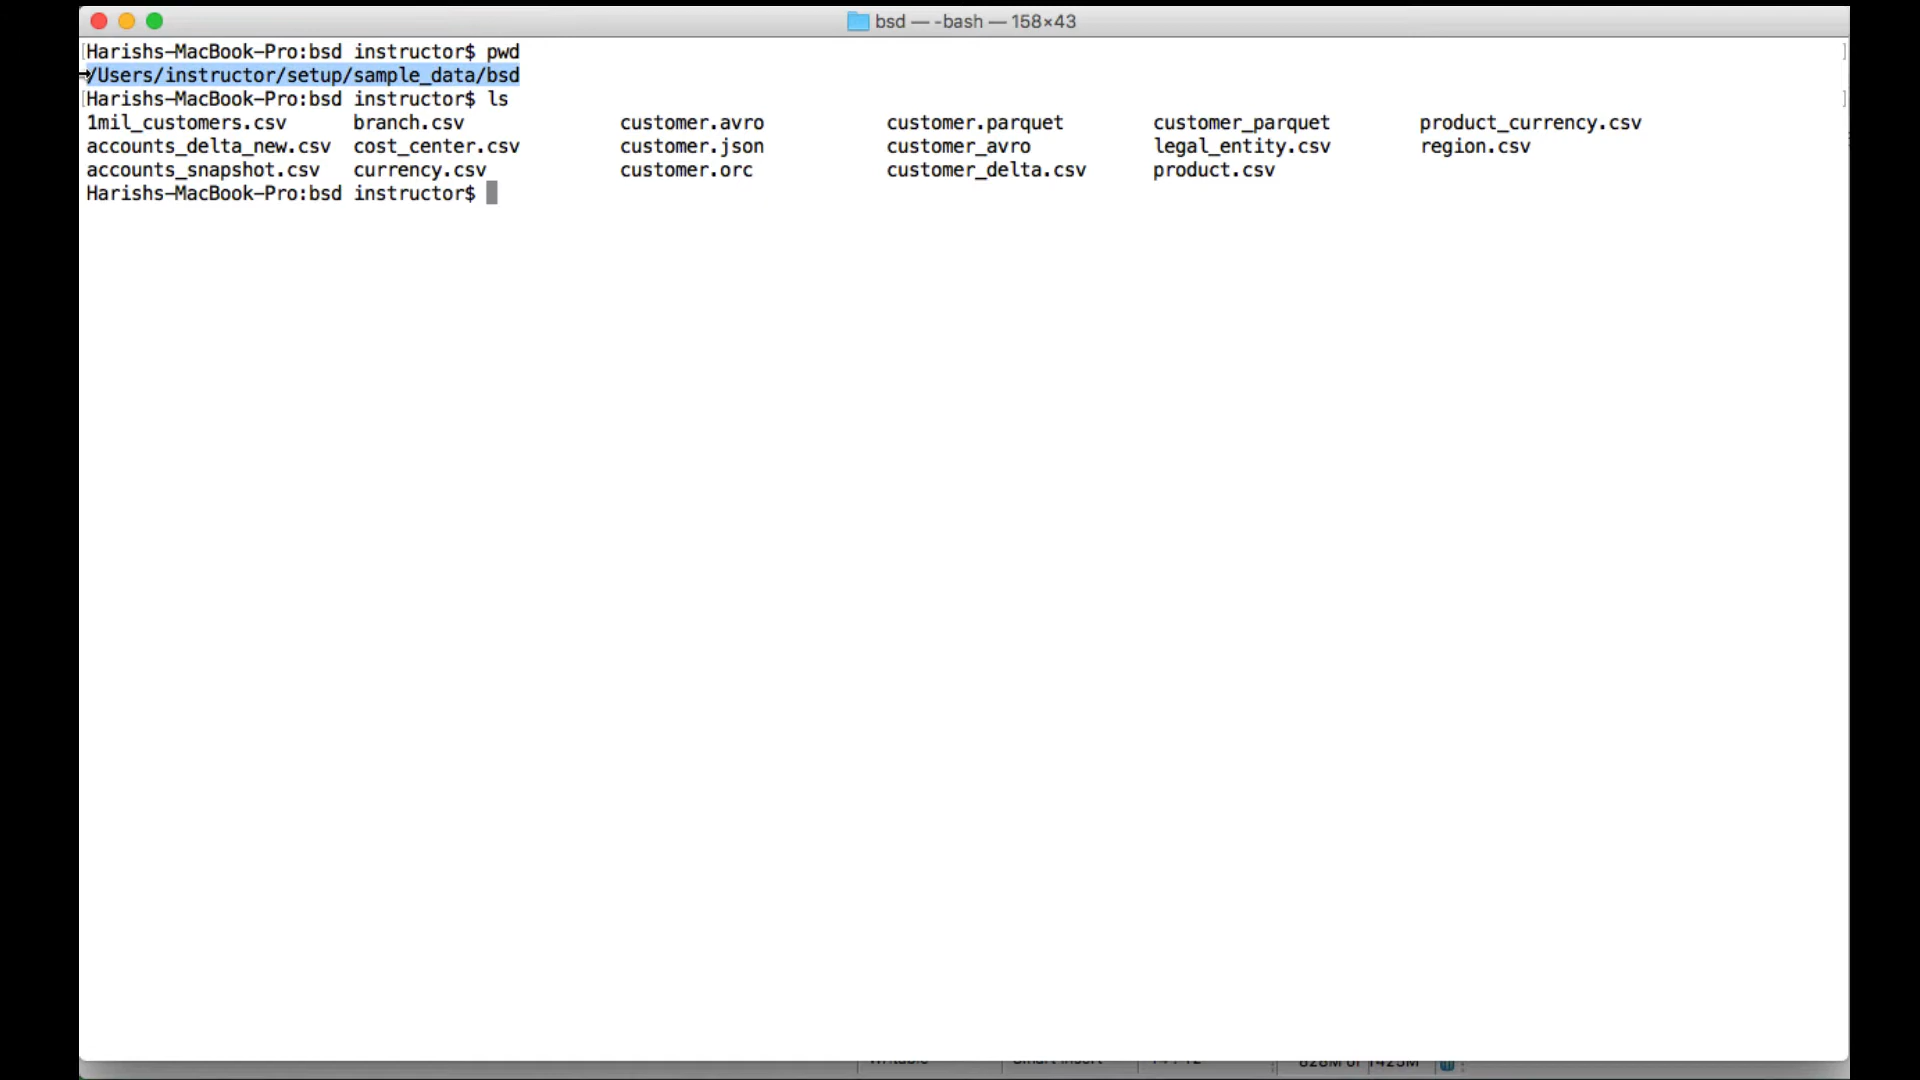 bsd — -bash — 158×43
Harishs-MacBook-Pro:bsd instructor$ pwd
/Users/instructor/setup/sample_data/bsd
Harishs-MacBook-Pro:bsd instructor$ ls
1mil_customers.csv branch.csv customer.avro customer.parquet customer_parquet product_currency.csv
accounts_delta_new.csv cost_center.csv customer.json customer_avro legal_entity.csv region.csv
accounts_snapshot.csv currency.csv customer.orc customer_delta.csv product.csv
Harishs-MacBook-Pro:bsd instructor$